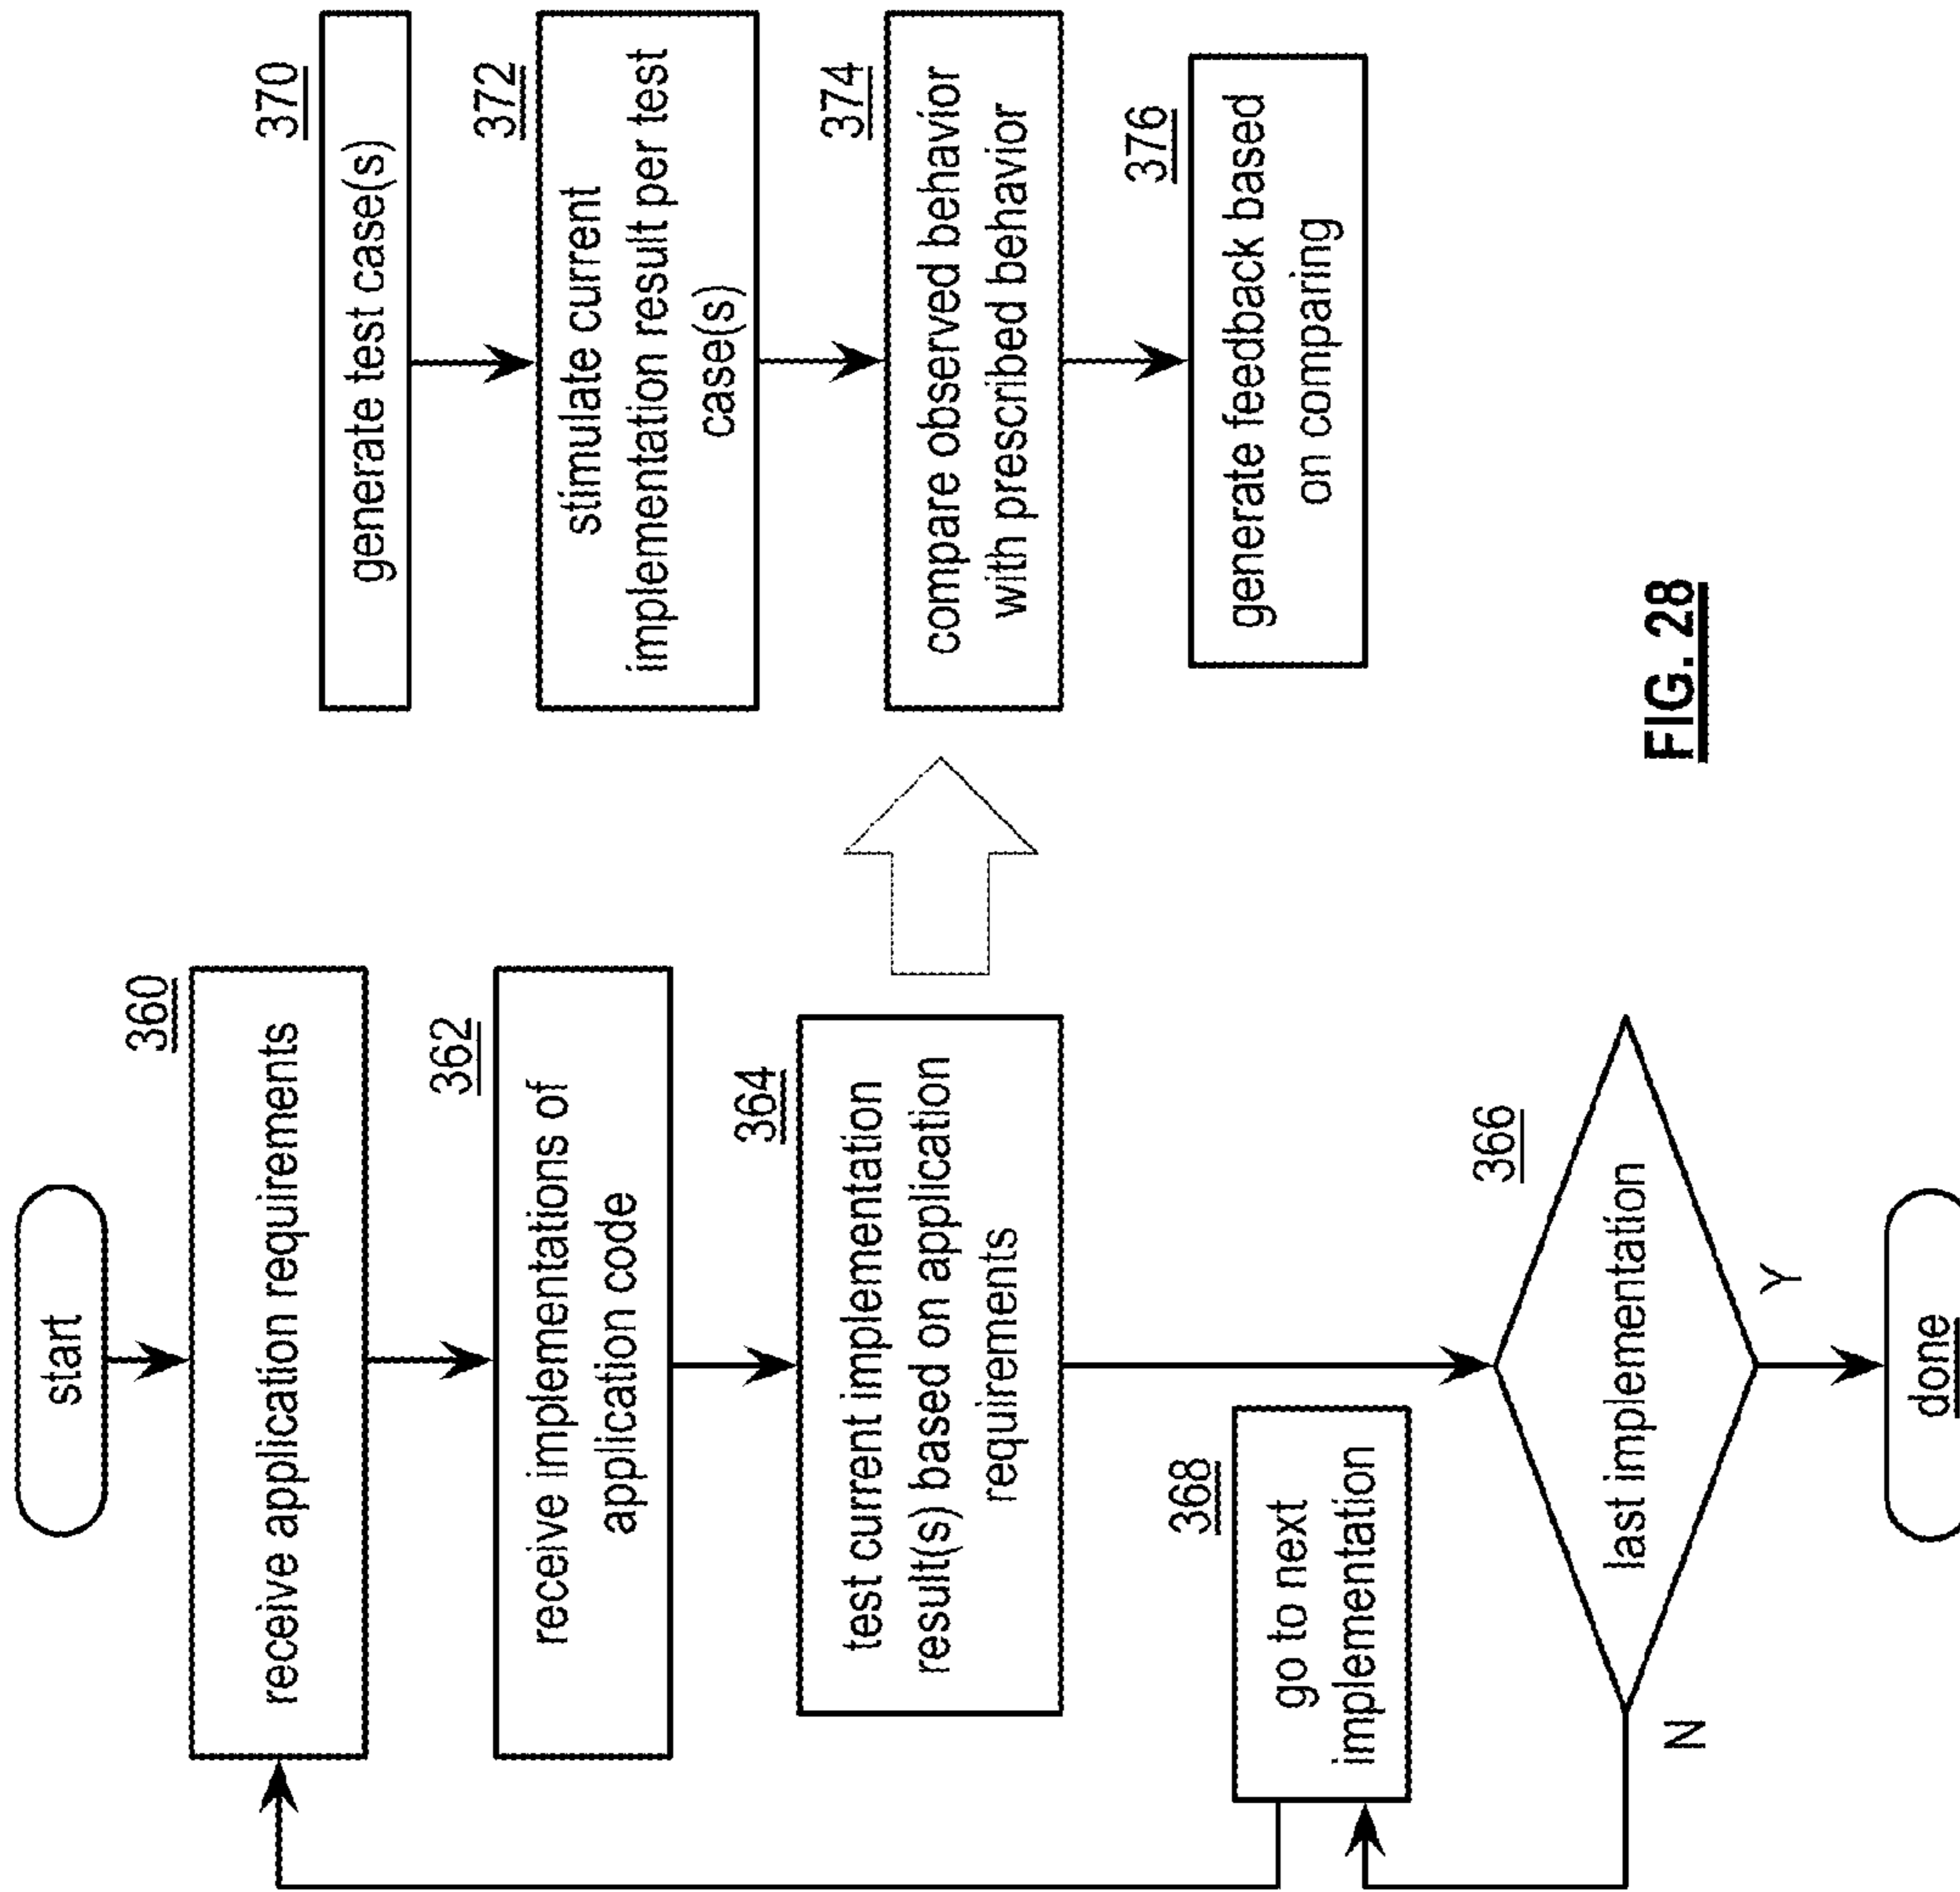 start
360
receive application requirements
362
receive implementations of
application code
364
test current implementation
result(s) based on application
requirements
368
go to next
implementation
366
last implementation
N
Y
done
370
generate test case(s)
372
stimulate current
implementation result per test
case(s)
374
compare observed behavior
with prescribed behavior
376
generate feedback based
on comparing
FIG. 28